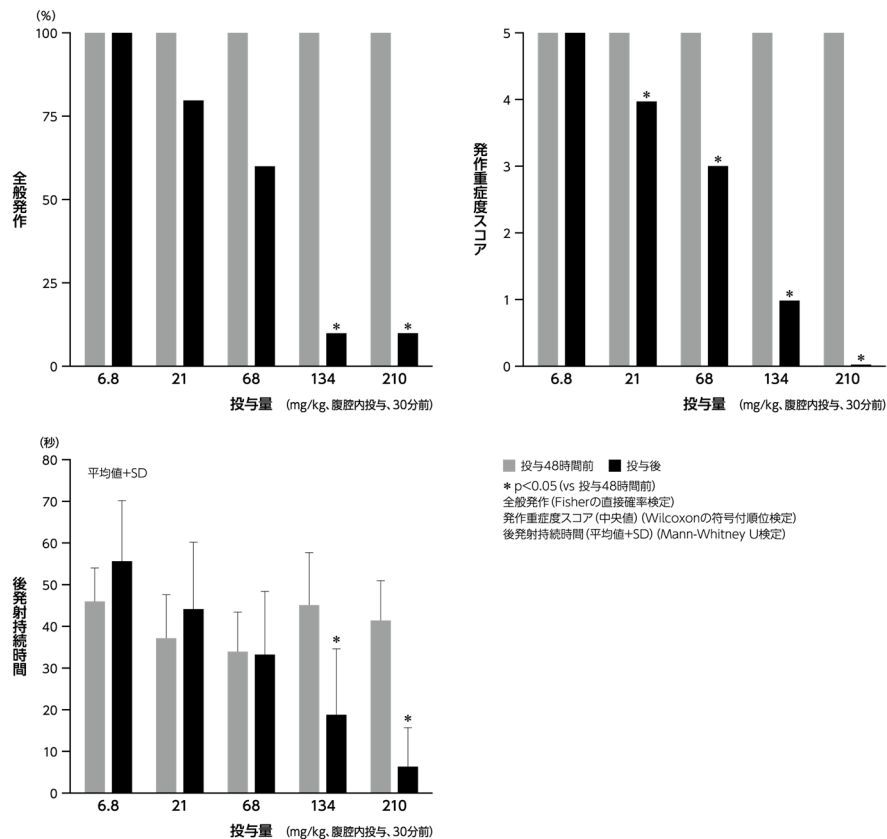 (%)
100
75
50
25
0
全般発作
*
*
6.8 21 68 134 210
投与量 (mg/kg、腹腔内投与、30分前)
5
4
3
2
1
0
発作重症度スコア
*
*
*
*
6.8 21 68 134 210
投与量 (mg/kg、腹腔内投与、30分前)
(秒)
80
70
60
50
40
30
20
10
0
後発射持続時間
平均値+SD
*
*
6.8 21 68 134 210
投与量 (mg/kg、腹腔内投与、30分前)
投与48時間前 投与後
* p<0.05(vs 投与48時間前)
全般発作(Fisherの直接確率検定)
発作重症度スコア(中央値)(Wilcoxonの符号付順位検定)
後発射持続時間(平均値+SD)(Mann-Whitney U検定)